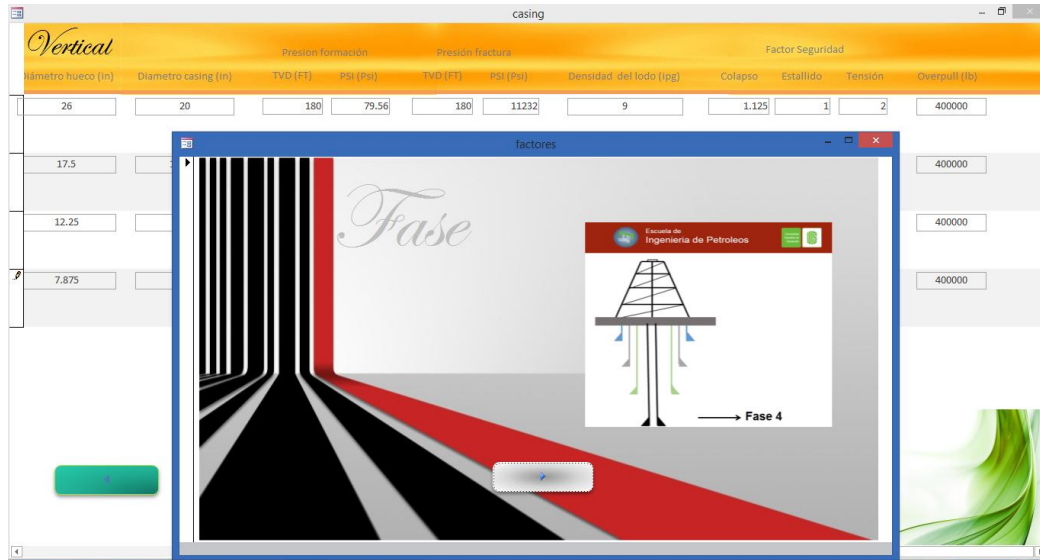 casing
Vertical
Presion formación Presión fractura Factor Seguridad
Diámetro hueco (in) Diametro casing (in) TVD (FT) PSI (Psi) TVD (FT) PSI (Psi) Densidad del lodo (lpg) Colapso Estallido Tensión Overpull (lb)
26 20 180 79.56 180 11232 9 1.125 1 2 400000
factores
17.5 400000
Fase
12.25 400000
Escuela de
Ingenieria de Petroleos
7.875 400000
Fase 4